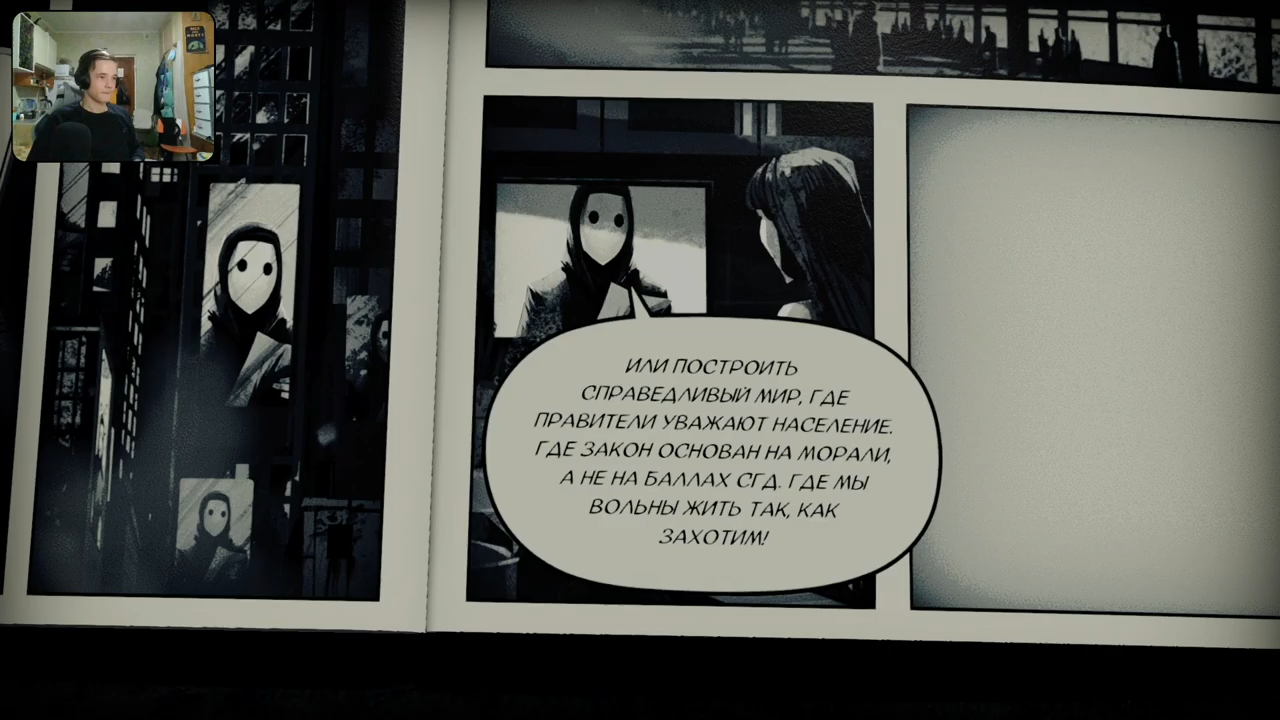 ИЛИ ПОСТРОИТЬ
СПРАВЕДЛИВЫЙ МИР, ГДЕ
ПРАВИТЕЛИ УВАЖАЮТ НАСЕЛЕНИЕ.
ГДЕ ЗАКОН ОСНОВАН НА МОРАЛИ,
А НЕ НА БАЛЛАХ СГД. ГДЕ МЫ
ВОЛЬНЫ ЖИТЬ ТАК, КАК
ЗАХОТИМ!